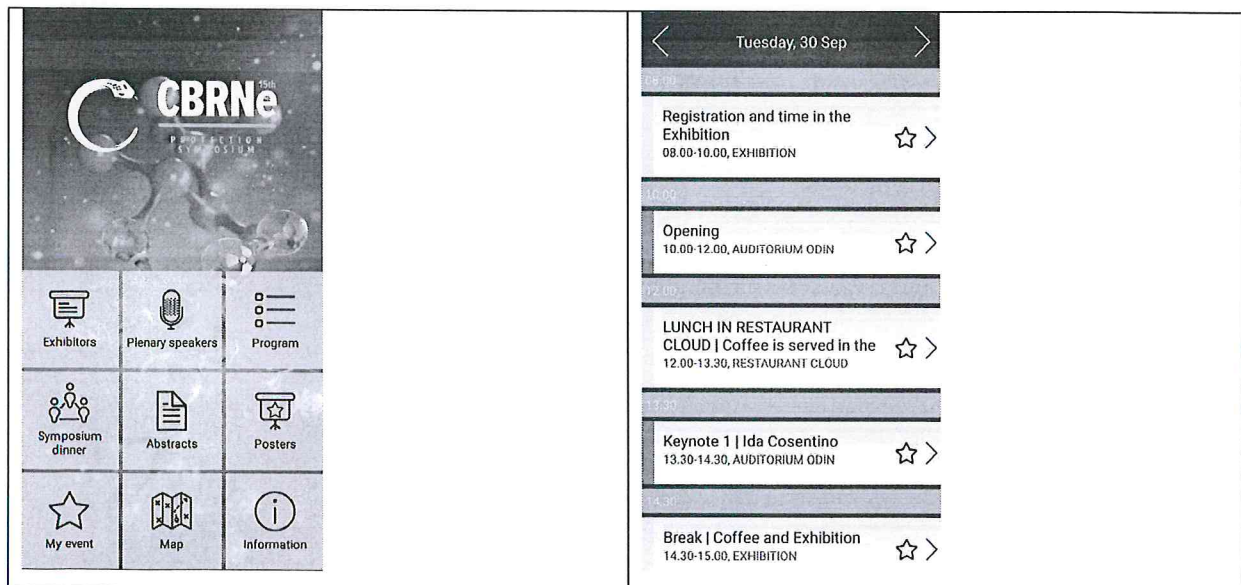 CBRNe
15th
PROTECTION
SYMPOSIUM
Exhibitors
Plenary speakers
Program
Symposium
dinner
Abstracts
Posters
My event
Map
Information
Tuesday, 30 Sep
08.00
Registration and time in the
Exhibition
08.00-10.00, EXHIBITION
10.00
Opening
10.00-12.00, AUDITORIUM ODIN
12.00
LUNCH IN RESTAURANT
CLOUD | Coffee is served in the
12.00-13.30, RESTAURANT CLOUD
13.30
Keynote 1 | Ida Cosentino
13.30-14.30, AUDITORIUM ODIN
14.30
Break | Coffee and Exhibition
14.30-15.00, EXHIBITION